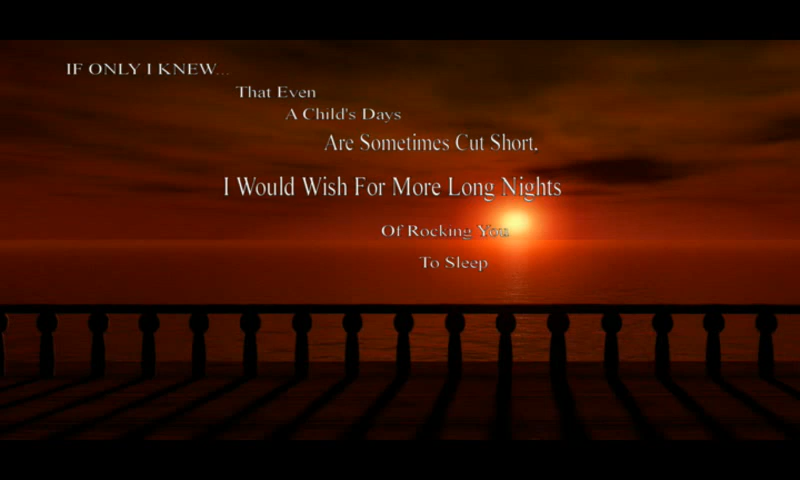 IF ONLY I KNEW...
That Even
A Child's Days
Are Sometimes Cut Short.
I Would Wish For More Long Nights
Of Rocking You
To Sleep